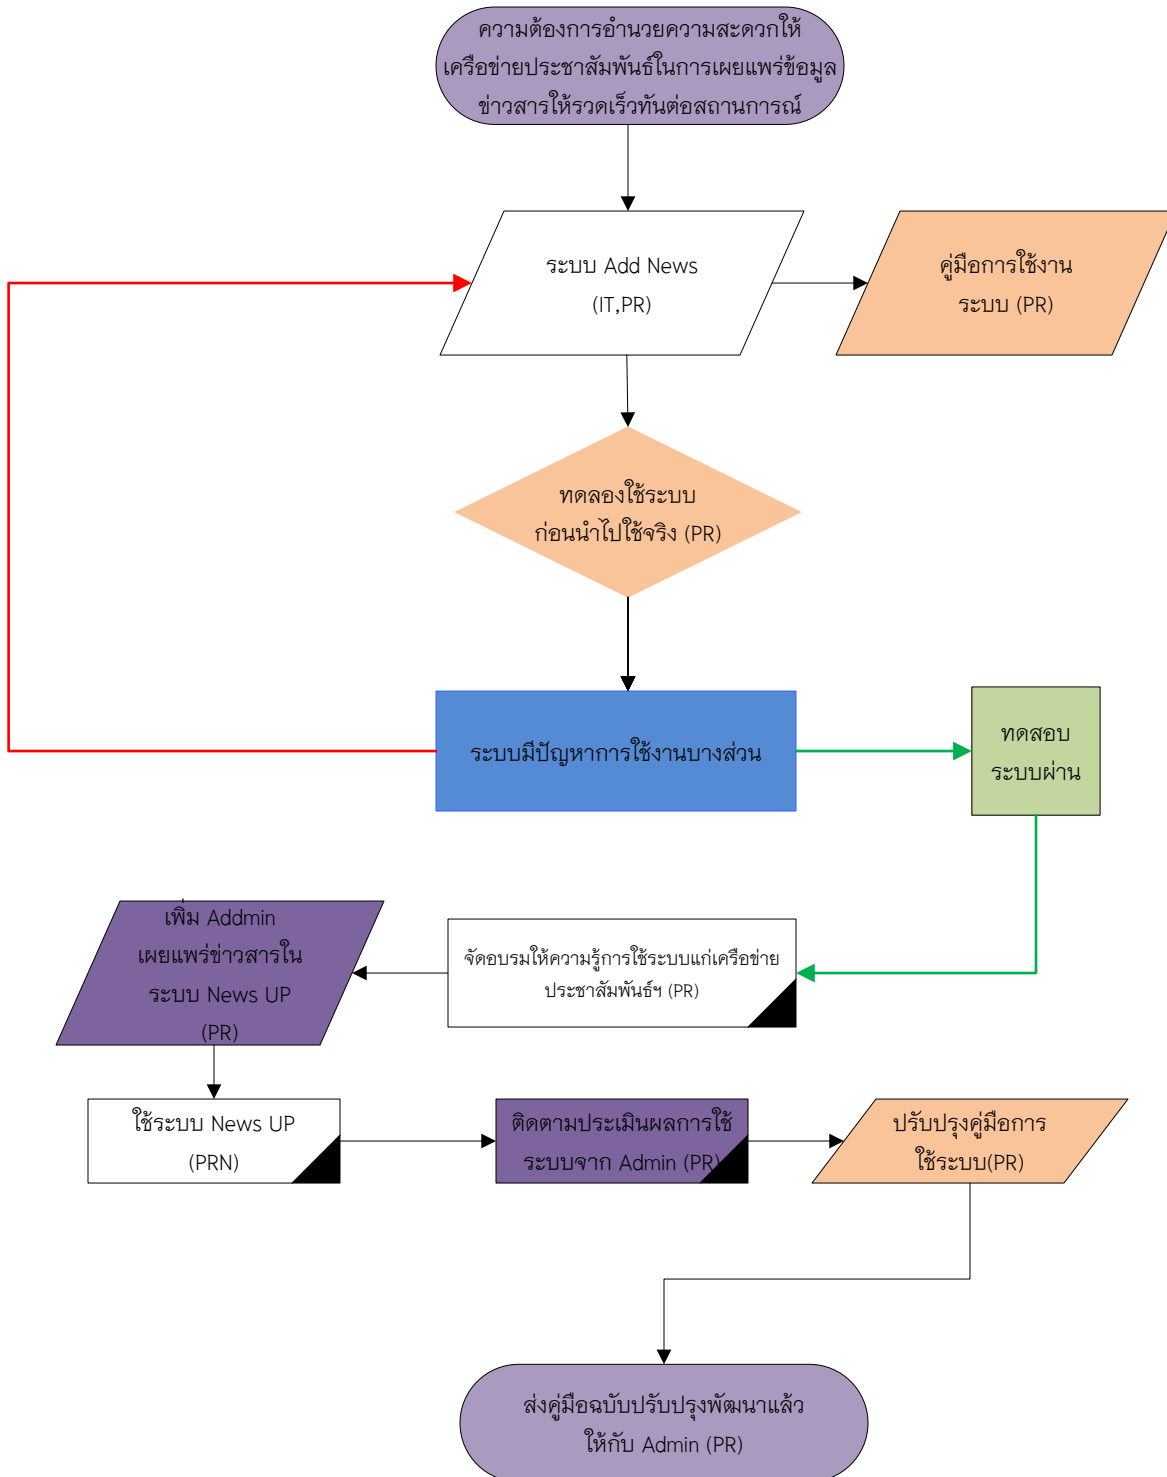 ความต้องการอำนวยความสะดวกให้
เครือข่ายประชาสัมพันธ์ในการเผยแพร่ข้อมูล
ข่าวสารให้รวดเร็วทันต่อสถานการณ์
ระบบ Add News
(IT,PR)
คู่มือการใช้งาน
ระบบ (PR)
ทดลองใช้ระบบ
ก่อนนำไปใช้จริง (PR)
ระบบมีปัญหาการใช้งานบางส่วน
ทดสอบ
ระบบผ่าน
จัดอบรมให้ความรู้การใช้ระบบแก่เครือข่าย
ประชาสัมพันธ์ฯ (PR)
เพิ่ม Addmin
เผยแพร่ข่าวสารใน
ระบบ News UP
(PR)
ใช้ระบบ News UP
(PRN)
ติดตามประเมินผลการใช้
ระบบจาก Admin (PR)
ปรับปรุงคู่มือการ
ใช้ระบบ(PR)
ส่งคู่มือฉบับปรับปรุงพัฒนาแล้ว
ให้กับ Admin (PR)